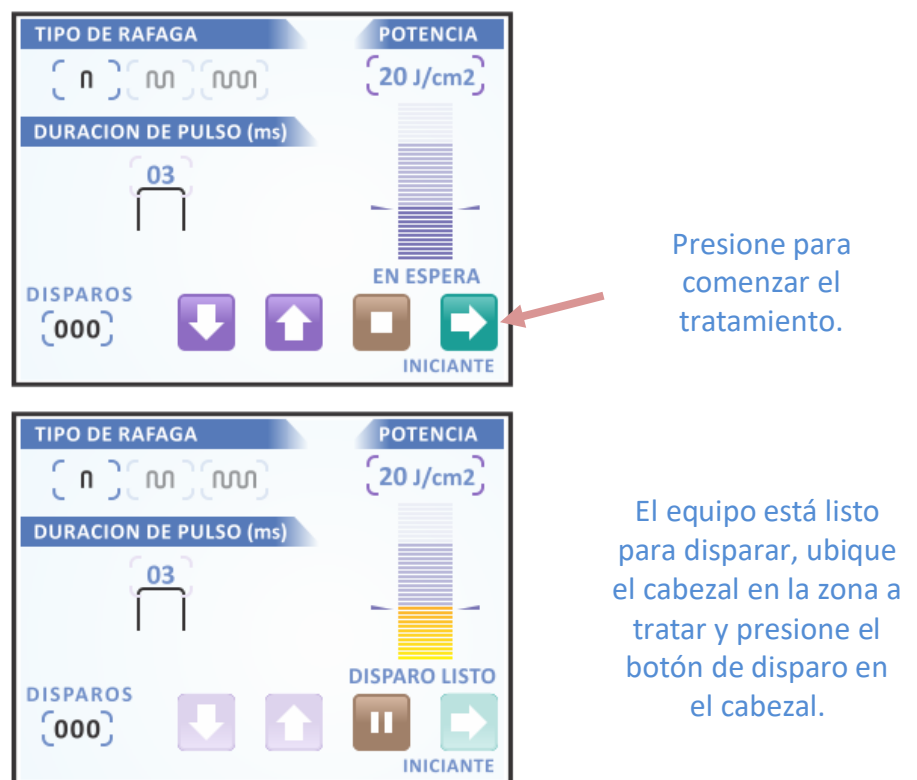 TIPO DE RAFAGA
POTENCIA
20 J/cm2
DURACION DE PULSO (ms)
03
EN ESPERA
DISPAROS
000
INICIANTE
Presione para
comenzar el
tratamiento.
TIPO DE RAFAGA
POTENCIA
20 J/cm2
DURACION DE PULSO (ms)
03
DISPARO LISTO
DISPAROS
000
INICIANTE
El equipo está listo
para disparar, ubique
el cabezal en la zona a
tratar y presione el
botón de disparo en
el cabezal.